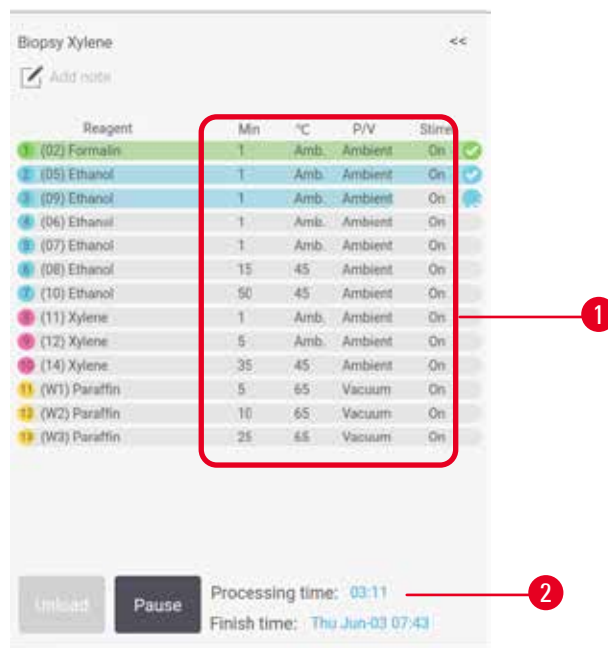 Biopsy Xylene <<
Add note
Reagent Min °C P/V Stirre
1 (02) Formalin 1 Amb. Ambient On
2 (05) Ethanol 1 Amb. Ambient On
3 (09) Ethanol 1 Amb. Ambient On
4 (06) Ethanol 1 Amb. Ambient On
5 (07) Ethanol 1 Amb. Ambient On
6 (08) Ethanol 15 45 Ambient On
7 (10) Ethanol 50 45 Ambient On
8 (11) Xylene 1 Amb. Ambient On
9 (12) Xylene 5 Amb. Ambient On
10 (14) Xylene 35 45 Ambient On
11 (W1) Paraffin 5 65 Vacuum On
12 (W2) Paraffin 10 65 Vacuum On
13 (W3) Paraffin 25 65 Vacuum On
1
Unload Pause Processing time: 03:11 2
Finish time: Thu Jun-03 07:43